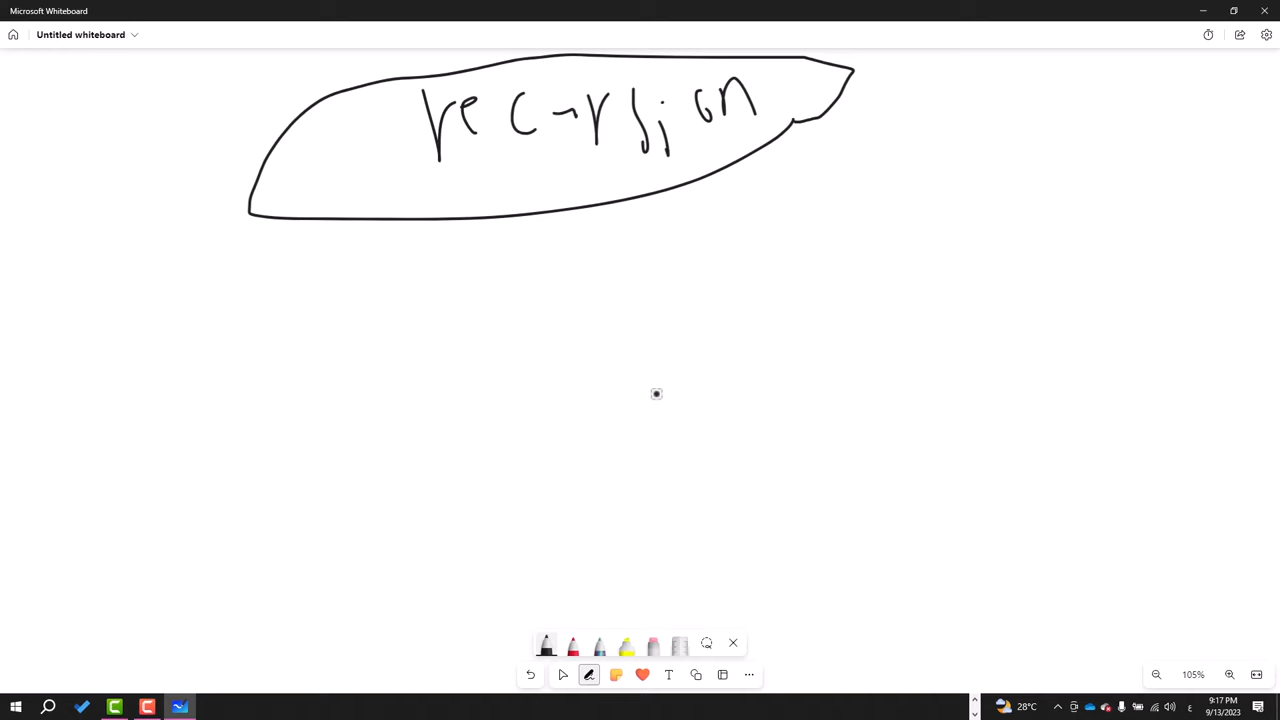 Microsoft Whiteboard
Untitled whiteboard
recursion
105%
28°C
9:17 PM
9/13/2023